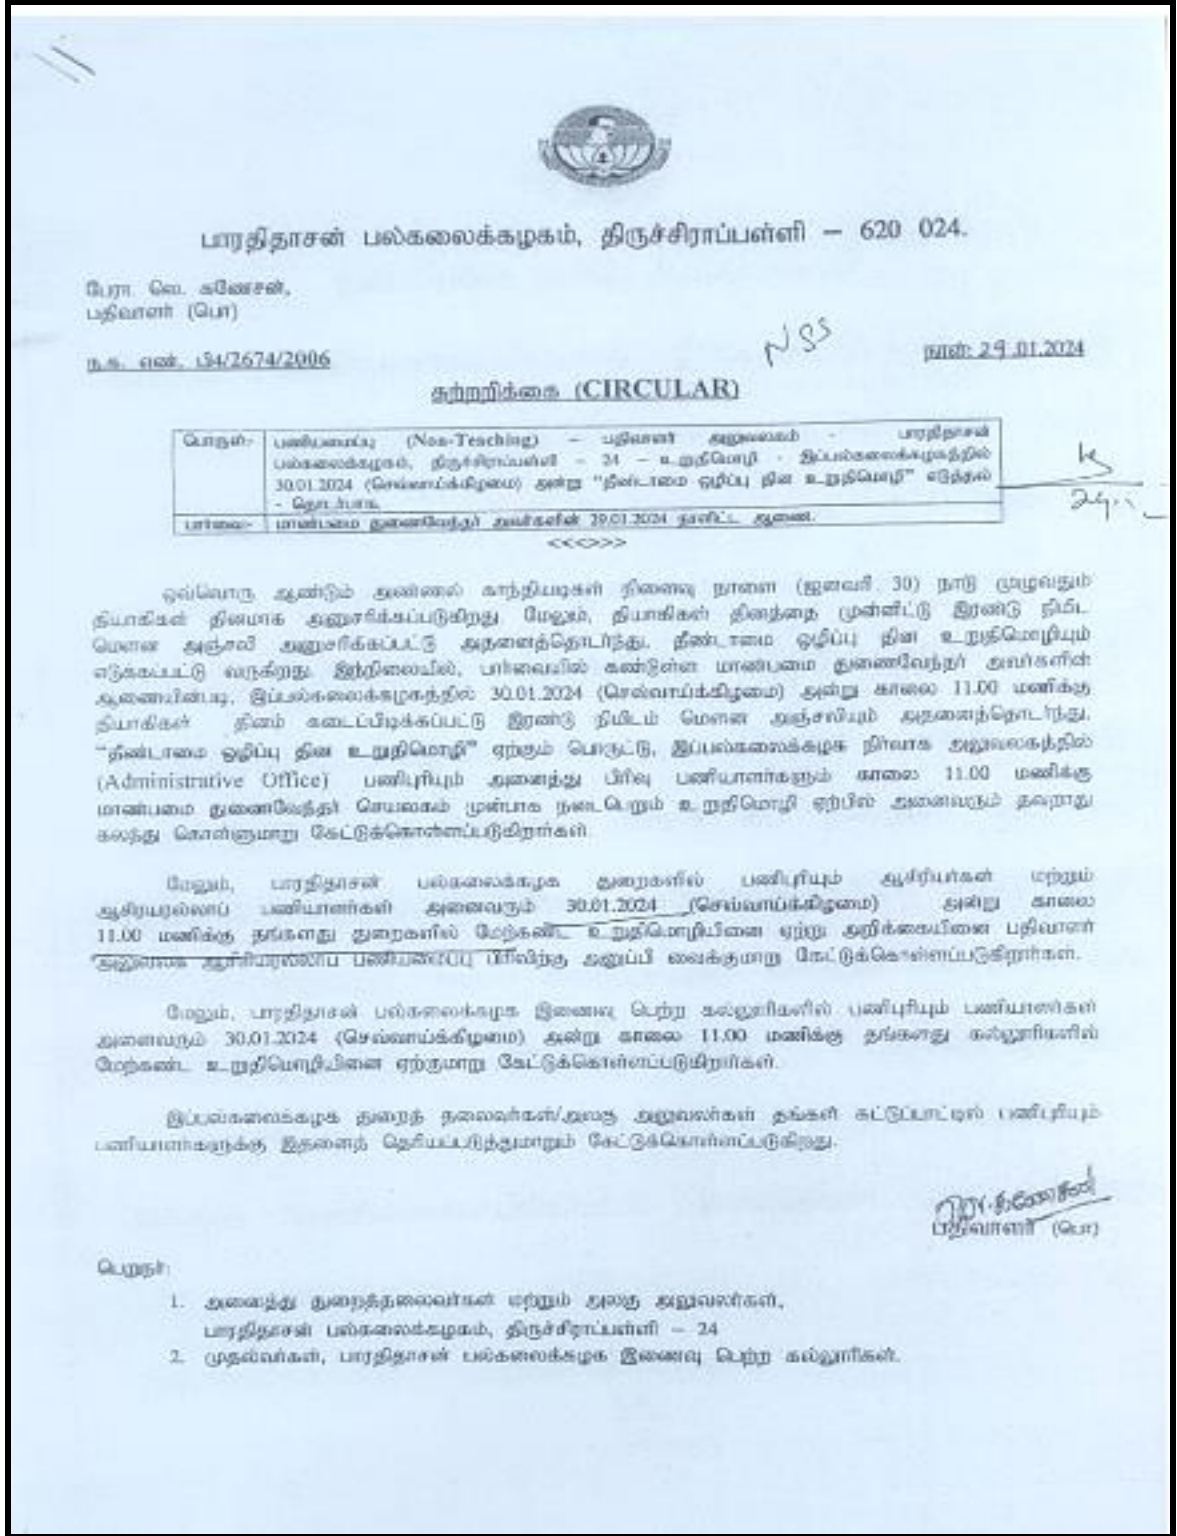 பாரதிதாசன் பல்கலைக்கழகம், திருச்சிராப்பள்ளி – 620 024.
பேரா. லெ. கணேசன்,
பதிவாளர் (பொ)
NSS
ந.க. எண். ப4/2674/2006
நாள்: 29.01.2024
சுற்றறிக்கை (CIRCULAR)
பொருள்:- பணியமைப்பு (Non-Teaching) – பதிவாளர் அலுவலகம் - பாரதிதாசன்
பல்கலைக்கழகம், திருச்சிராப்பள்ளி – 24 – உறுதிமொழி - இப்பல்கலைக்கழகத்தில்
30.01.2024 (செவ்வாய்க்கிழமை) அன்று “தீண்டாமை ஒழிப்பு தின உறுதிமொழி” எடுத்தல்
- தொடர்பாக.
பார்வை:- மாண்பமை துணைவேந்தர் அவர்களின் 29.01.2024 நாளிட்ட ஆணை.
<<<>>>
ஒவ்வொரு ஆண்டும் அண்ணல் காந்தியடிகள் நினைவு நாளை (ஜனவரி 30) நாடு முழுவதும்
தியாகிகள் தினமாக அனுசரிக்கப்படுகிறது. மேலும், தியாகிகள் தினத்தை முன்னிட்டு இரண்டு நிமிட
மௌன அஞ்சலி அனுசரிக்கப்பட்டு அதனைத்தொடர்ந்து, தீண்டாமை ஒழிப்பு தின உறுதிமொழியும்
எடுக்கப்பட்டு வருகிறது. இந்நிலையில், பார்வையில் கண்டுள்ள மாண்பமை துணைவேந்தர் அவர்களின்
ஆணையின்படி, இப்பல்கலைக்கழகத்தில் 30.01.2024 (செவ்வாய்க்கிழமை) அன்று காலை 11.00 மணிக்கு
தியாகிகள் தினம் கடைப்பிடிக்கப்பட்டு இரண்டு நிமிடம் மௌன அஞ்சலியும் அதனைத்தொடர்ந்து,
“தீண்டாமை ஒழிப்பு தின உறுதிமொழி” ஏற்கும் பொருட்டு, இப்பல்கலைக்கழக நிர்வாக அலுவலகத்தில்
(Administrative Office) பணிபுரியும் அனைத்து பிரிவு பணியாளர்களும் காலை 11.00 மணிக்கு
மாண்பமை துணைவேந்தர் செயலகம் முன்பாக நடைபெறும் உறுதிமொழி ஏற்பில் அனைவரும் தவறாது
கலந்து கொள்ளுமாறு கேட்டுக்கொள்ளப்படுகிறார்கள்.
மேலும், பாரதிதாசன் பல்கலைக்கழக துறைகளில் பணிபுரியும் ஆசிரியர்கள் மற்றும்
ஆசிரயரல்லாப் பணியாளர்கள் அனைவரும் 30.01.2024 (செவ்வாய்க்கிழமை) அன்று காலை
11.00 மணிக்கு தங்களது துறைகளில் மேற்கண்ட உறுதிமொழியினை ஏற்று அறிக்கையினை பதிவாளர்
அலுவலக ஆசிரியரல்லாப் பணியமைப்பு பிரிவிற்கு அனுப்பி வைக்குமாறு கேட்டுக்கொள்ளப்படுகிறார்கள்.
மேலும், பாரதிதாசன் பல்கலைக்கழக இணைவு பெற்ற கல்லூரிகளில் பணிபுரியும் பணியாளர்கள்
அனைவரும் 30.01.2024 (செவ்வாய்க்கிழமை) அன்று காலை 11.00 மணிக்கு தங்களது கல்லூரிகளில்
மேற்கண்ட உறுதிமொழியினை ஏற்குமாறு கேட்டுக்கொள்ளப்படுகிறார்கள்.
இப்பல்கலைக்கழக துறைத் தலைவர்கள்/அலகு அலுவலர்கள் தங்கள் கட்டுப்பாட்டில் பணிபுரியும்
பணியாளர்களுக்கு இதனைத் தெரியப்படுத்துமாறும் கேட்டுக்கொள்ளப்படுகிறது.
கணேசன்
பதிவாளர் (பொ)
பெறுநர்:
1. அனைத்து துறைத்தலைவர்கள் மற்றும் அலகு அலுவலர்கள்,
பாரதிதாசன் பல்கலைக்கழகம், திருச்சிராப்பள்ளி – 24
2. முதல்வர்கள், பாரதிதாசன் பல்கலைக்கழக இணைவு பெற்ற கல்லூரிகள்.